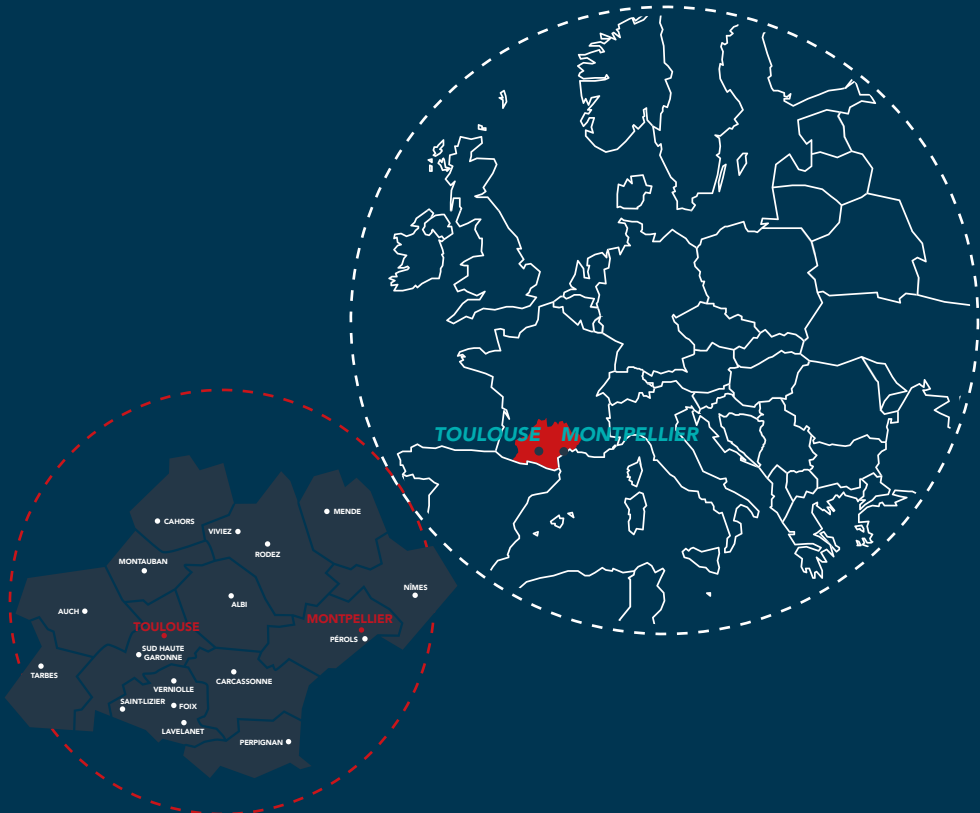 TOULOUSE MONTPELLIER
MENDE
CAHORS
VIVIEZ
RODEZ
MONTAUBAN
NÎMES
ALBI
AUCH
MONTPELLIER
TOULOUSE
PÉROLS
SUD HAUTE
GARONNE
TARBES
CARCASSONNE
VERNIOLLE
SAINT-LIZIER
FOIX
LAVELANET
PERPIGNAN